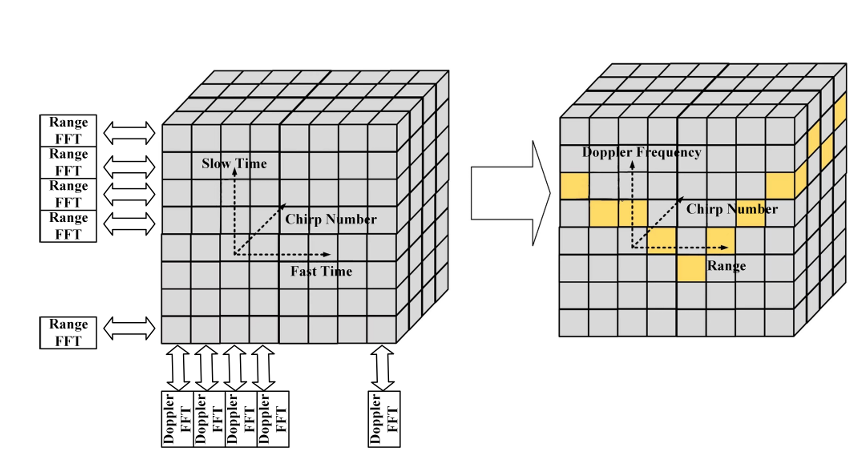 Range
FFT
Range
FFT
Range
FFT
Range
FFT
Range
FFT
Slow Time
Chirp Number
Fast Time
Doppler
FFT
Doppler
FFT
Doppler
FFT
Doppler
FFT
Doppler
FFT
Doppler Frequency
Chirp Number
Range